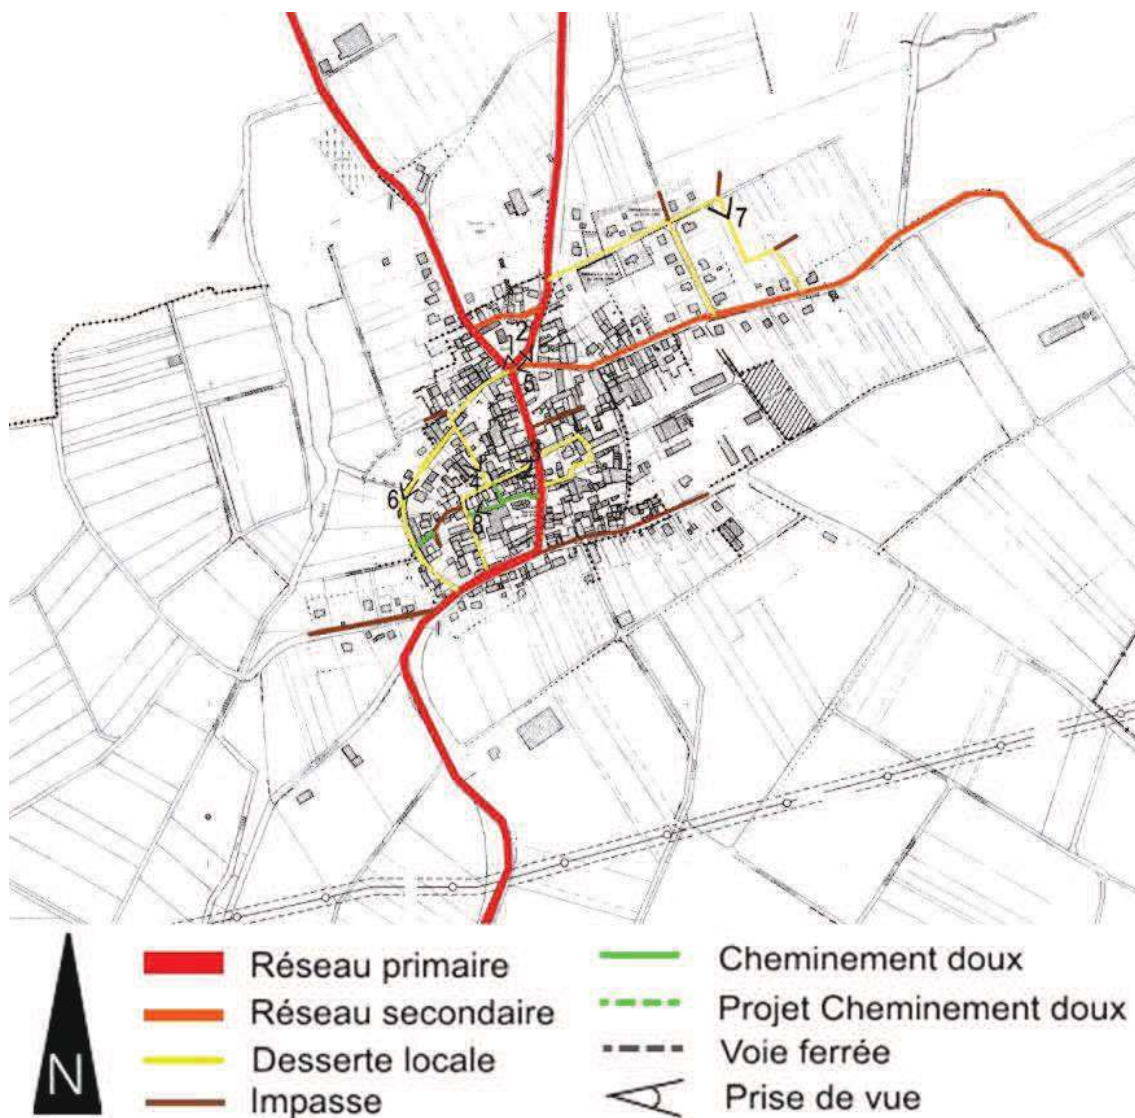 7
2
1
5
3
4
6
8
N
Réseau primaire
Réseau secondaire
Desserte locale
Impasse
Cheminement doux
Projet Cheminement doux
Voie ferrée
Prise de vue